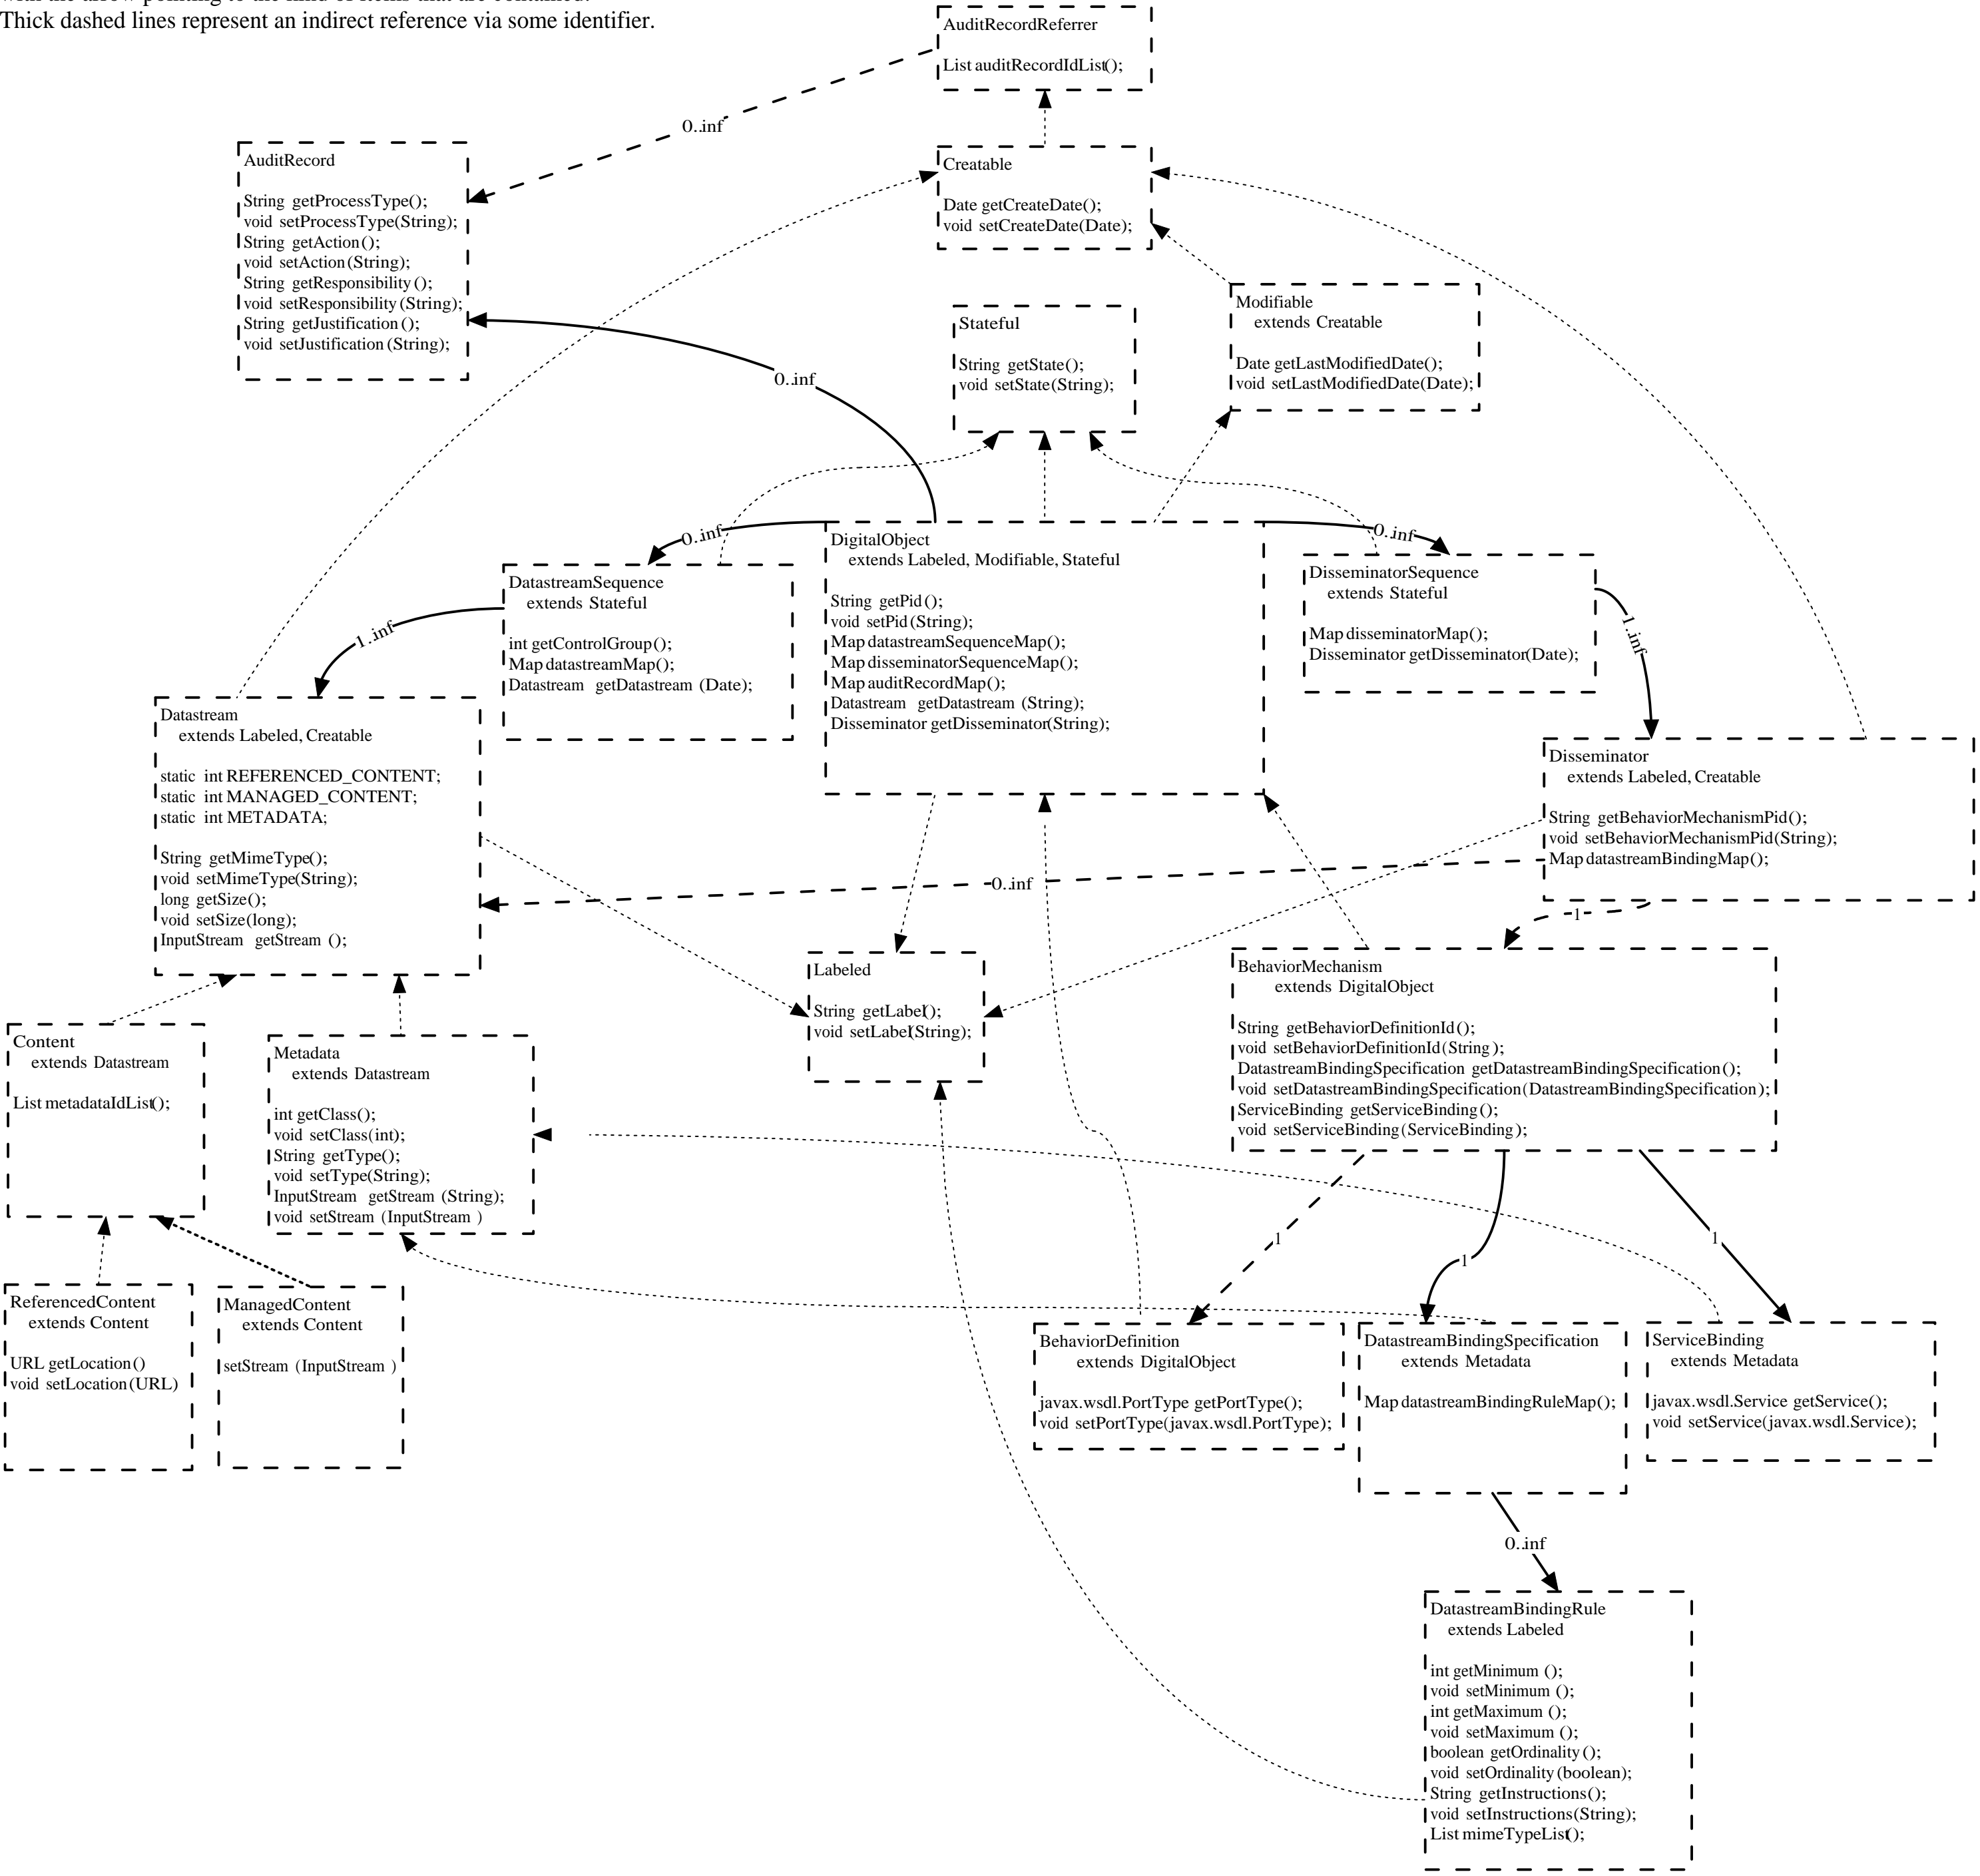 with the arrow pointing to the kind of items that are contained.
Thick dashed lines represent an indirect reference via some identifier.
AuditRecordReferrer
List auditRecordIdList();
0..inf
AuditRecord
String getProcessType();
void setProcessType(String);
String getAction();
void setAction(String);
String getResponsibility();
void setResponsibility(String);
String getJustification();
void setJustification(String);
Creatable
Date getCreateDate();
void setCreateDate(Date);
Modifiable
extends Creatable
Date getLastModifiedDate();
void setLastModifiedDate(Date);
Stateful
String getState();
void setState(String);
0..inf
0..inf
0..inf
DatastreamSequence
extends Stateful
int getControlGroup();
Map datastreamMap();
Datastream getDatastream (Date);
DigitalObject
extends Labeled, Modifiable, Stateful
String getPid();
void setPid(String);
Map datastreamSequenceMap();
Map disseminatorSequenceMap();
Map auditRecordMap();
Datastream getDatastream (String);
Disseminator getDisseminator(String);
DisseminatorSequence
extends Stateful
Map disseminatorMap();
Disseminator getDisseminator(Date);
1..inf
1..inf
Datastream
extends Labeled, Creatable
static int REFERENCED_CONTENT;
static int MANAGED_CONTENT;
static int METADATA;
String getMimeType();
void setMimeType(String);
long getSize();
void setSize(long);
InputStream getStream ();
Disseminator
extends Labeled, Creatable
String getBehaviorMechanismPid();
void setBehaviorMechanismPid(String);
Map datastreamBindingMap();
0..inf
1
Labeled
String getLabel();
void setLabel(String);
BehaviorMechanism
extends DigitalObject
String getBehaviorDefinitionId();
void setBehaviorDefinitionId(String);
DatastreamBindingSpecification getDatastreamBindingSpecification();
void setDatastreamBindingSpecification(DatastreamBindingSpecification);
ServiceBinding getServiceBinding();
void setServiceBinding(ServiceBinding);
Content
extends Datastream
List metadataIdList();
Metadada
extends Datastream
int getClass();
void setClass(int);
String getType();
void setType(String);
InputStream getStream (String);
void setStream (InputStream )
1
1
1
ReferencedContent
extends Content
URL getLocation()
void setLocation(URL)
ManagedContent
extends Content
setStream (InputStream )
BehaviorDefinition
extends DigitalObject
javax.wsdl.PortType getPortType();
void setPortType(javax.wsdl.PortType);
DatastreamBindingSpecification
extends Metadata
Map datastreamBindingRuleMap();
ServiceBinding
extends Metadata
javax.wsdl.Service getService();
void setService(javax.wsdl.Service);
0..inf
DatastreamBindingRule
extends Labeled
int getMinimum ();
void setMinimum ();
int getMaximum ();
void setMaximum ();
boolean getOrdinality();
void setOrdinality(boolean);
String getInstructions();
void setInstructions(String);
List mimeTypeList();